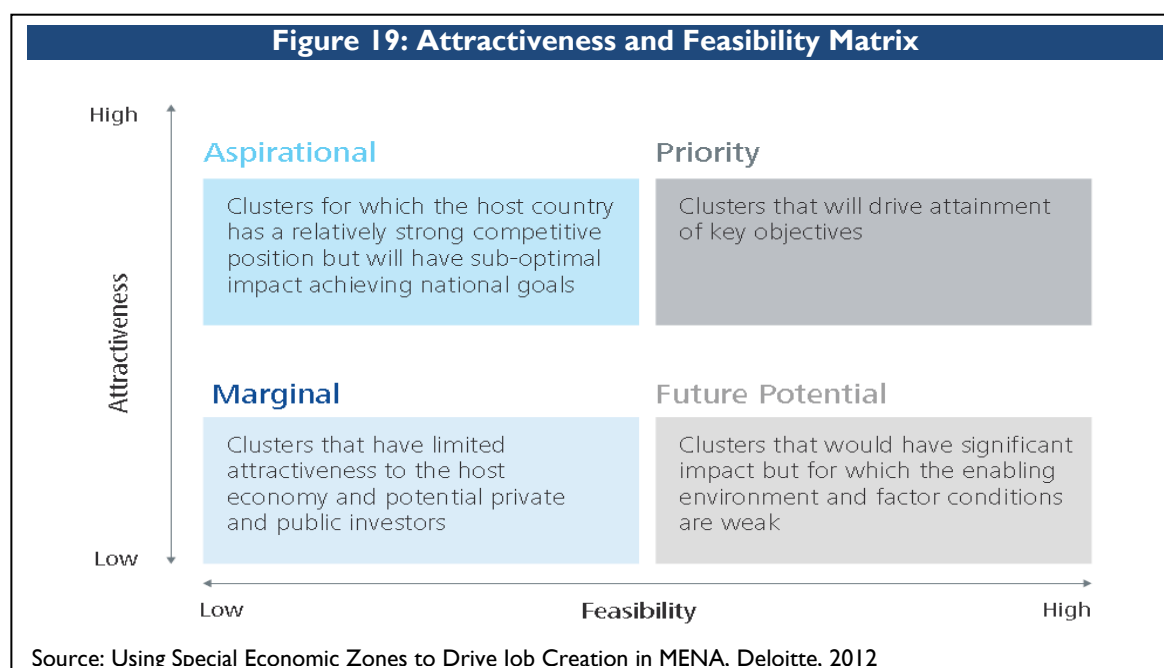 Figure 19: Attractiveness and Feasibility Matrix
High
Aspirational
Clusters for which the host country
has a relatively strong competitive
position but will have sub-optimal
impact achieving national goals
Priority
Clusters that will drive attainment
of key objectives
Attractiveness
Marginal
Clusters that have limited
attractiveness to the host
economy and potential private
and public investors
Future Potential
Clusters that would have significant
impact but for which the enabling
environment and factor conditions
are weak
Low
Low
Feasibility
High
Source: Using Special Economic Zones to Drive Job Creation in MENA, Deloitte, 2012